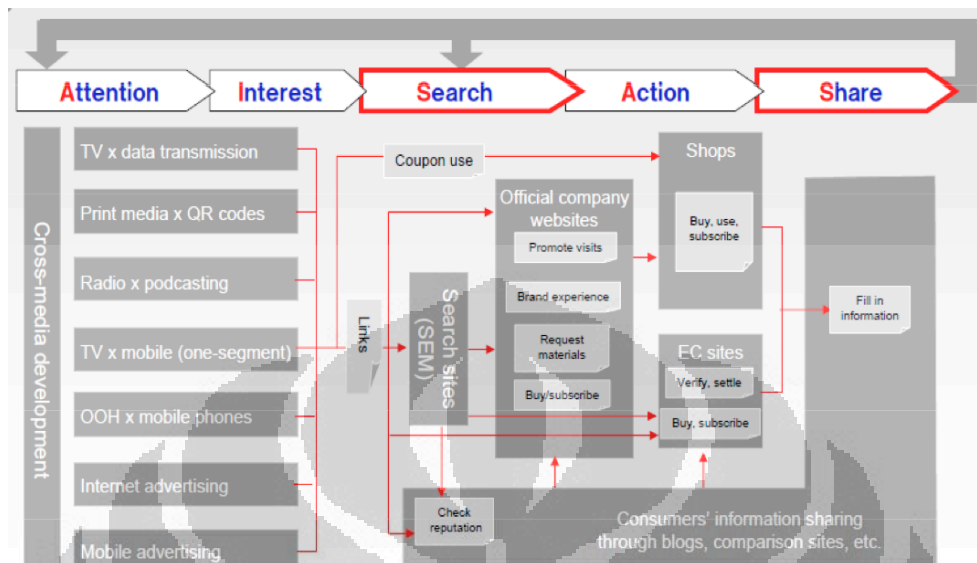 Attention
Interest
Search
Action
Share
Cross-media development
TV x data transmission
Print media x QR codes
Radio x podcasting
TV x mobile (one-segment)
OOH x mobile phones
Internet advertising
Mobile advertising
Links
Coupon use
Search sites
(SEM)
Official company
websites
Promote visits
Brand experience
Request
materials
Buy/subscribe
Shops
Buy, use,
subscribe
EC sites
Verify, settle
Buy, subscribe
Fill in
information
Check
reputation
Consumers' information sharing
through blogs, comparison sites, etc.